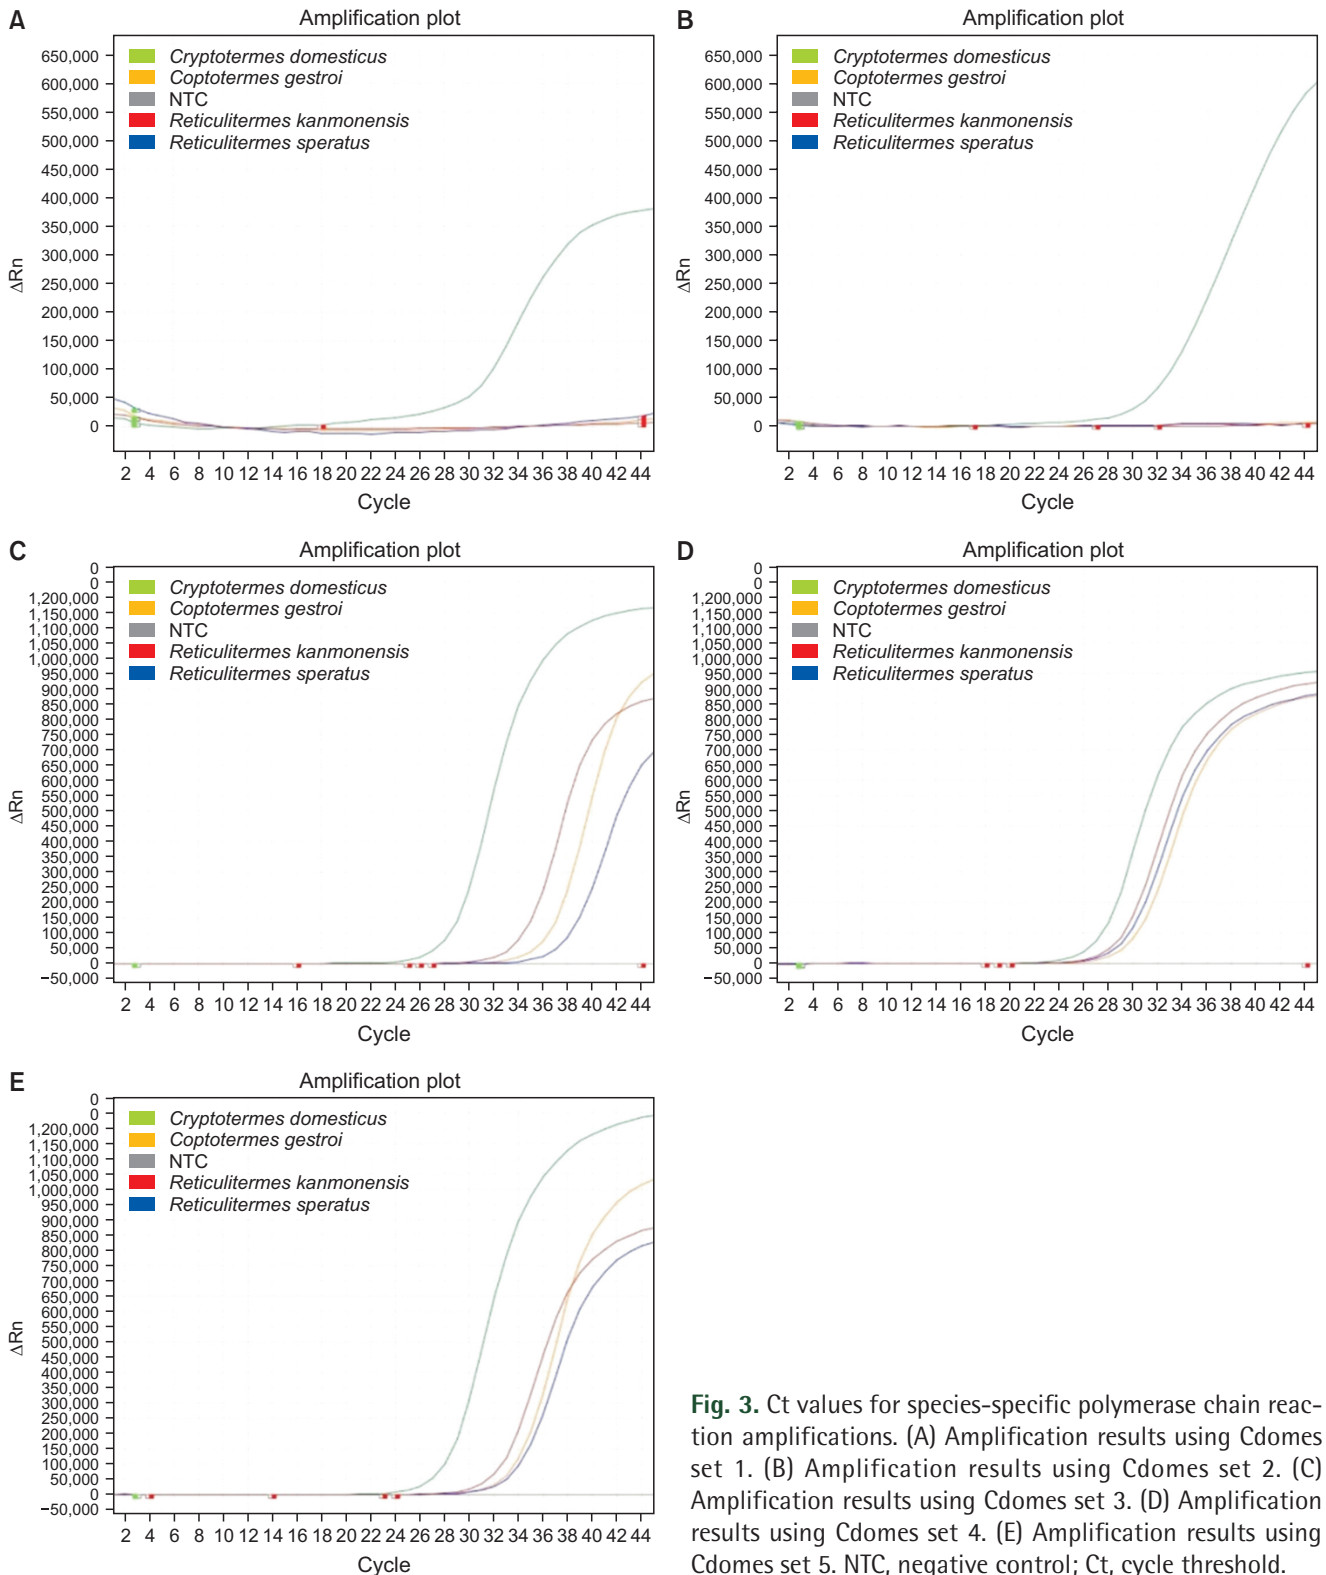 A
Amplification plot
Cryptotermes domesticus
Coptotermes gestroi
NTC
Reticulitermes kanmonensis
Reticulitermes speratus
650,000
600,000
550,000
500,000
450,000
400,000
350,000
300,000
250,000
200,000
150,000
100,000
50,000
0
ΔRn
2 4 6 8 10 12 14 16 18 20 22 24 26 28 30 32 34 36 38 40 42 44
Cycle
B
Amplification plot
Cryptotermes domesticus
Coptotermes gestroi
NTC
Reticulitermes kanmonensis
Reticulitermes speratus
650,000
600,000
550,000
500,000
450,000
400,000
350,000
300,000
250,000
200,000
150,000
100,000
50,000
0
ΔRn
2 4 6 8 10 12 14 16 18 20 22 24 26 28 30 32 34 36 38 40 42 44
Cycle
C
Amplification plot
Cryptotermes domesticus
Coptotermes gestroi
NTC
Reticulitermes kanmonensis
Reticulitermes speratus
0
0
1,200,000
1,150,000
1,100,000
1,050,000
1,000,000
950,000
900,000
850,000
800,000
750,000
700,000
650,000
600,000
550,000
500,000
450,000
400,000
350,000
300,000
250,000
200,000
150,000
100,000
50,000
0
−50,000
ΔRn
2 4 6 8 10 12 14 16 18 20 22 24 26 28 30 32 34 36 38 40 42 44
Cycle
D
Amplification plot
Cryptotermes domesticus
Coptotermes gestroi
NTC
Reticulitermes kanmonensis
Reticulitermes speratus
0
0
1,200,000
1,150,000
1,100,000
1,050,000
1,000,000
950,000
900,000
850,000
800,000
750,000
700,000
650,000
600,000
550,000
500,000
450,000
400,000
350,000
300,000
250,000
200,000
150,000
100,000
50,000
0
−50,000
ΔRn
2 4 6 8 10 12 14 16 18 20 22 24 26 28 30 32 34 36 38 40 42 44
Cycle
E
Amplification plot
Cryptotermes domesticus
Coptotermes gestroi
NTC
Reticulitermes kanmonensis
Reticulitermes speratus
0
0
1,200,000
1,150,000
1,100,000
1,050,000
1,000,000
950,000
900,000
850,000
800,000
750,000
700,000
650,000
600,000
550,000
500,000
450,000
400,000
350,000
300,000
250,000
200,000
150,000
100,000
50,000
0
−50,000
ΔRn
2 4 6 8 10 12 14 16 18 20 22 24 26 28 30 32 34 36 38 40 42 44
Cycle
Fig. 3. Ct values for species-specific polymerase chain reac-
tion amplifications. (A) Amplification results using Cdomes
set 1. (B) Amplification results using Cdomes set 2. (C)
Amplification results using Cdomes set 3. (D) Amplification
results using Cdomes set 4. (E) Amplification results using
Cdomes set 5. NTC, negative control; Ct, cycle threshold.